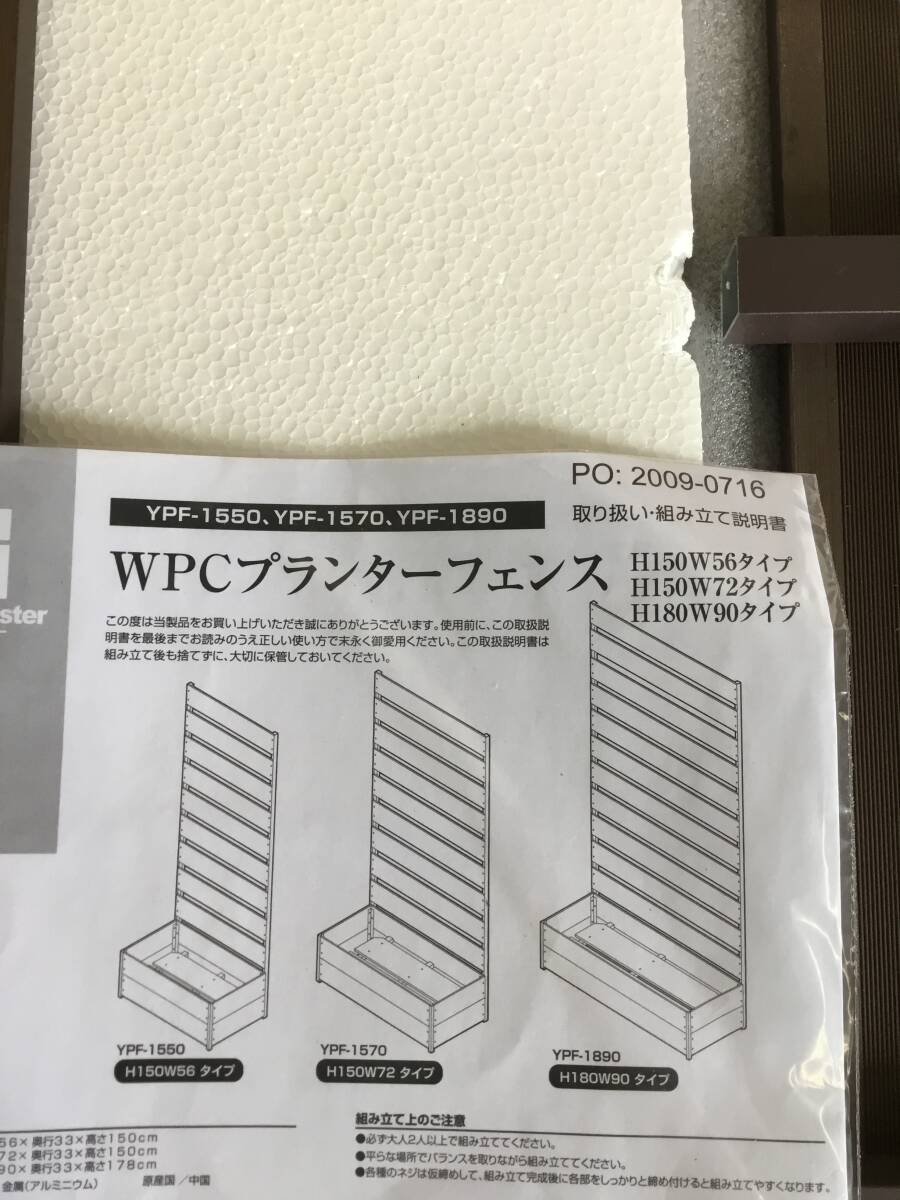 PO: 2009-0716
YPF-1550、YPF-1570、YPF-1890
取り扱い・組み立て説明書
WPCプランターフェンス
H150W56タイプ
H150W72タイプ
H180W90タイプ
ster
この度は当製品をお買い上げいただき誠にありがとうございます。使用前に、この取扱説
明書を最後までお読みのうえ正しい使い方で末永く御愛用ください。この取扱説明書は
組み立て後も捨てずに、大切に保管しておいてください。
YPF-1550
H150W56 タイプ
YPF-1570
H150W72 タイプ
YPF-1890
H180W90 タイプ
56×奥行33×高さ150cm
72×奥行33×高さ150cm
90×奥行33×高さ178cm
金属(アルミニウム) 原産国／中国
組み立て上のご注意
●必ず大人2人以上で組み立ててください。
●平らな場所でバランスを取りながら組み立ててください。
●各種のネジは仮締めして、組み立て完成後に各部をしっかりと締め付けると組み立てやすくなります。